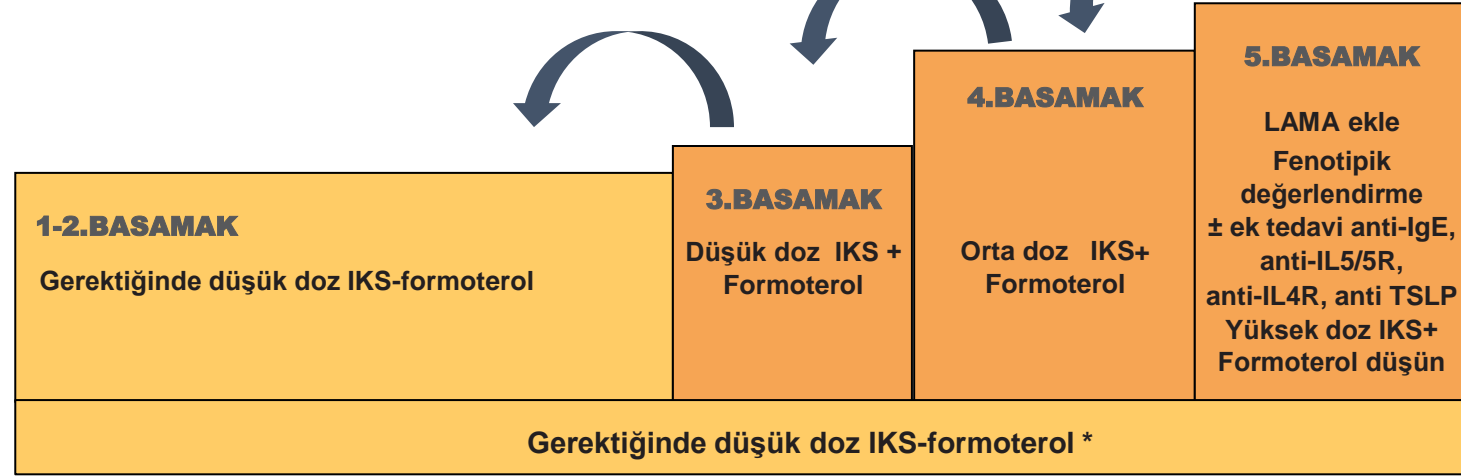 1-2.BASAMAK
Gerektiğinde düşük doz IKS-formoterol
3.BASAMAK
Düşük doz IKS +
Formoterol
4.BASAMAK
Orta doz IKS+
Formoterol
5.BASAMAK
LAMA ekle
Fenotipik
değerlendirme
± ek tedavi anti-IgE,
anti-IL5/5R,
anti-IL4R, anti TSLP
Yüksek doz IKS+
Formoterol düşün
Gerektiğinde düşük doz IKS-formoterol *